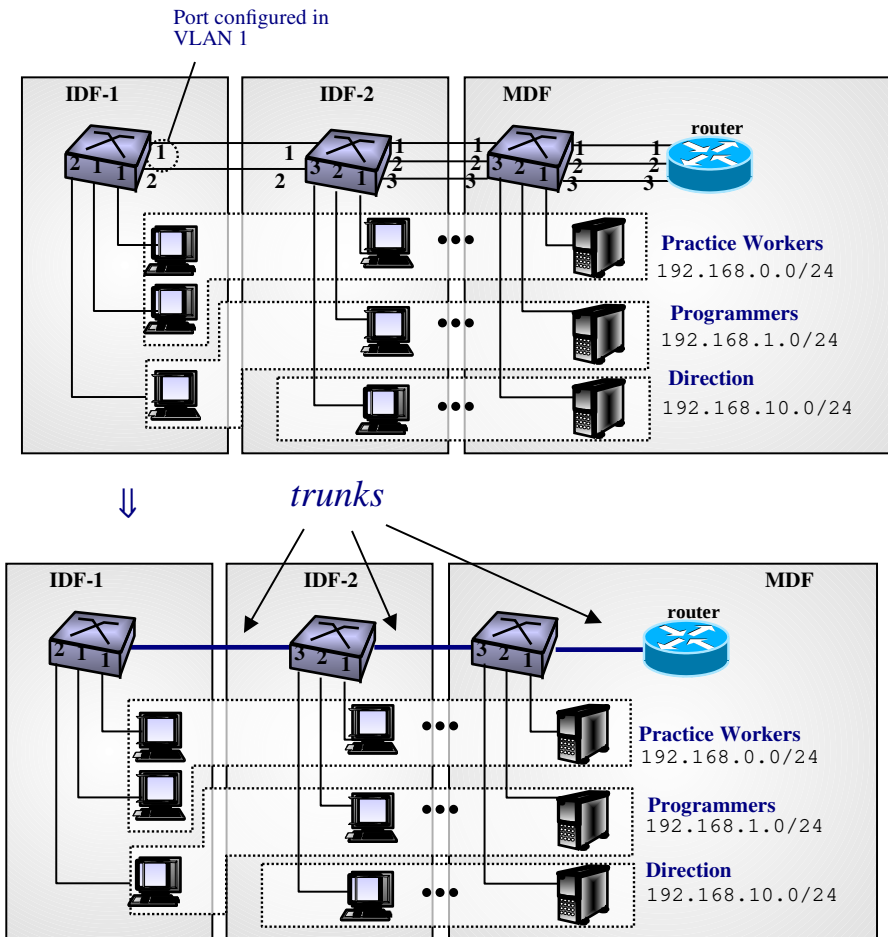 Port configured in
VLAN 1
IDF-1 IDF-2 MDF
router
1 1 1 1 1 1
2 1 1 3 2 1 2 2 3 2 1 2 2
2 2 3 3 3 3
Practice Workers
192.168.0.0/24
Programmers
192.168.1.0/24
Direction
192.168.10.0/24
⇓ trunks
IDF-1 IDF-2 MDF
router
2 1 1 3 2 1 3 2 1
Practice Workers
192.168.0.0/24
Programmers
192.168.1.0/24
Direction
192.168.10.0/24